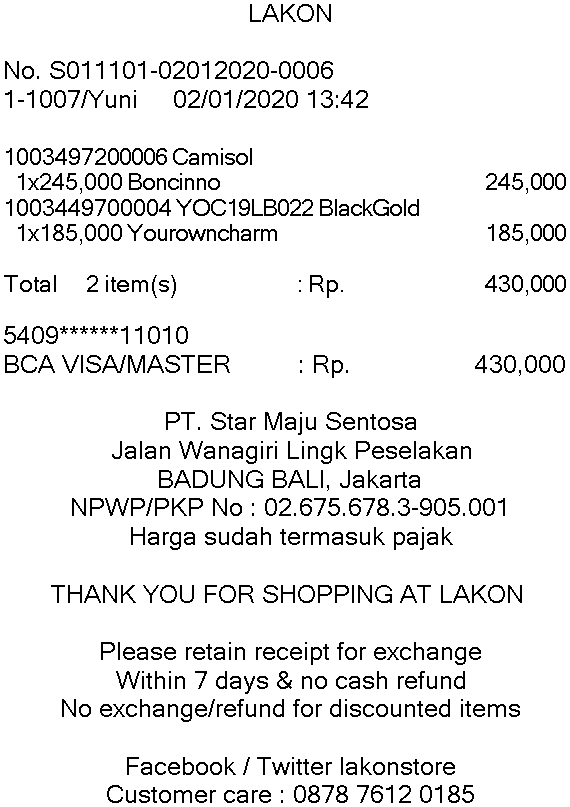 LAKON
No. S011101-02012020-0006
1-1007/Yuni 02/01/2020 13:42
1003497200006 Camisol
1x245,000 Boncinno 245,000
1003449700004 YOC19LB022 BlackGold
1x185,000 Yourowncharm 185,000
Total 2 item(s) : Rp. 430,000
5409******11010
BCA VISA/MASTER : Rp. 430,000
PT. Star Maju Sentosa
Jalan Wanagiri Lingk Peselakan
BADUNG BALI, Jakarta
NPWP/PKP No : 02.675.678.3-905.001
Harga sudah termasuk pajak
THANK YOU FOR SHOPPING AT LAKON
Please retain receipt for exchange
Within 7 days & no cash refund
No exchange/refund for discounted items
Facebook / Twitter lakonstore
Customer care : 0878 7612 0185